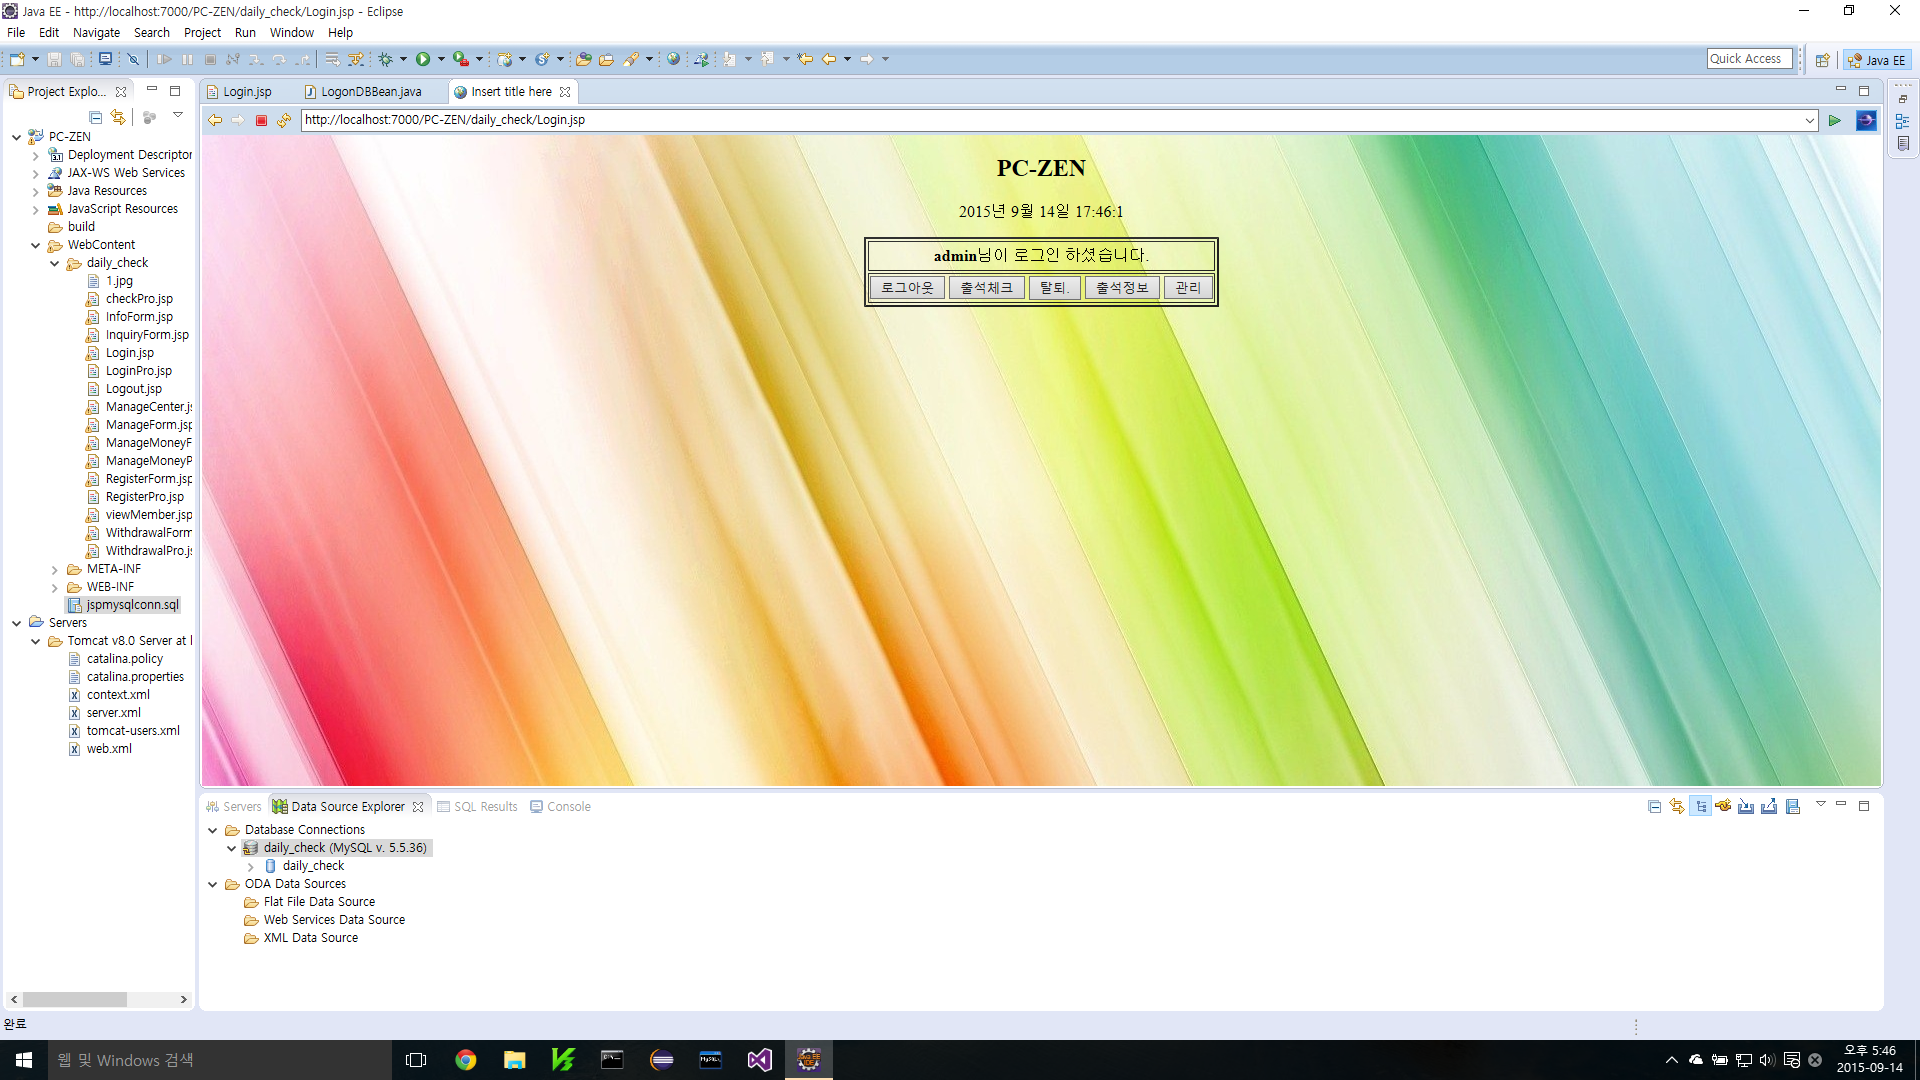 Java EE - http://localhost:7000/PC-ZEN/daily_check/Login.jsp - Eclipse
File Edit Navigate Search Project Run Window Help
Quick Access
Java EE
Project Explo...
Login.jsp
LogonDBBean.java
Insert title here
http://localhost:7000/PC-ZEN/daily_check/Login.jsp
PC-ZEN
Deployment Descriptor
JAX-WS Web Services
Java Resources
JavaScript Resources
build
WebContent
daily_check
1.jpg
checkPro.jsp
InfoForm.jsp
InquiryForm.jsp
Login.jsp
LoginPro.jsp
Logout.jsp
ManageCenter.j
ManageForm.jsp
ManageMoneyF
ManageMoneyP
RegisterForm.jsp
RegisterPro.jsp
viewMember.jsp
WithdrawalForm
WithdrawalPro.j
META-INF
WEB-INF
jspmysqlconn.sql
Servers
Tomcat v8.0 Server at l
catalina.policy
catalina.properties
context.xml
server.xml
tomcat-users.xml
web.xml
PC-ZEN
2015년 9월 14일 17:46:1
admin님이 로그인 하셨습니다.
로그아웃 출석체크 탈퇴. 출석정보 관리
Servers Data Source Explorer SQL Results Console
Database Connections
daily_check (MySQL v. 5.5.36)
daily_check
ODA Data Sources
Flat File Data Source
Web Services Data Source
XML Data Source
완료
웹 및 Windows 검색
오후 5:46
2015-09-14